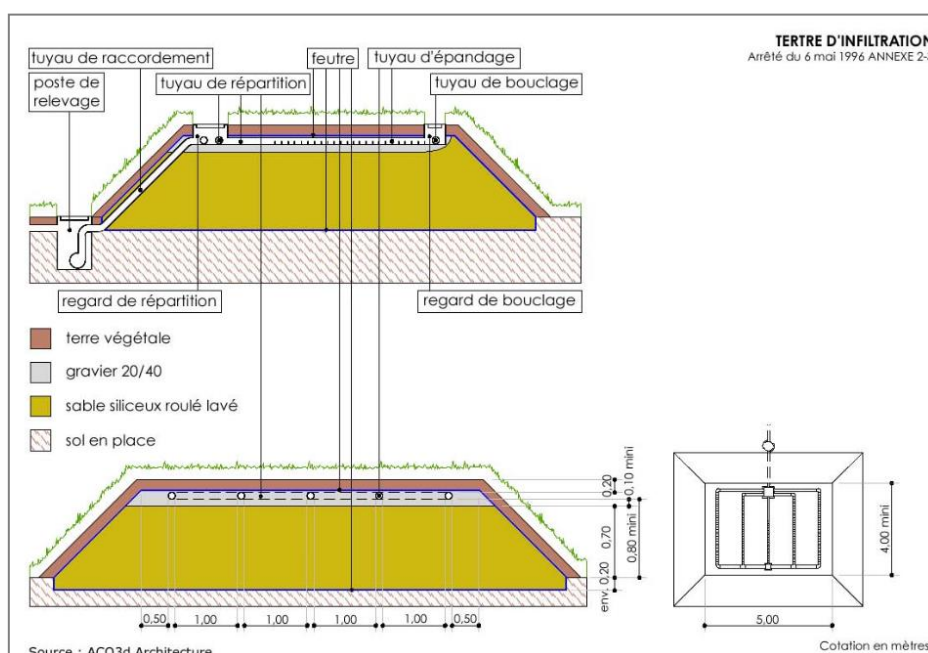 TERTRE D'INFILTRATION
Arrêté du 6 mai 1996 ANNEXE 2-
tuyau de raccordement
feutre
tuyau d'épandage
poste de
relevage
tuyau de répartition
tuyau de bouclage
regard de répartition
regard de bouclage
terre végétale
gravier 20/40
sable siliceux roulé lavé
sol en place
0,20
0,10 mini
0,70
0,80 mini
env. 0,20
0,50
1,00
1,00
1,00
1,00
0,50
4,00 mini
5,00
Source : ACO3d Architecture
Cotation en mètres